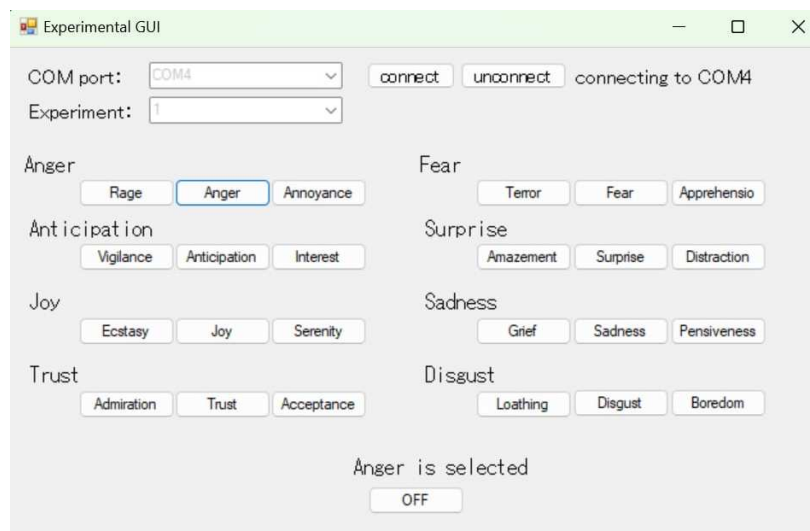 Experimental GUI
COM port: COM4 connect unconnect connecting to COM4
Experiment: 1
Anger Fear
Rage Anger Annoyance Terror Fear Apprehensio
Anticipation Surprise
Vigilance Anticipation Interest Amazement Surprise Distraction
Joy Sadness
Ecstasy Joy Serenity Grief Sadness Pensiveness
Trust Disgust
Admiration Trust Acceptance Loathing Disgust Boredom
Anger is selected
OFF